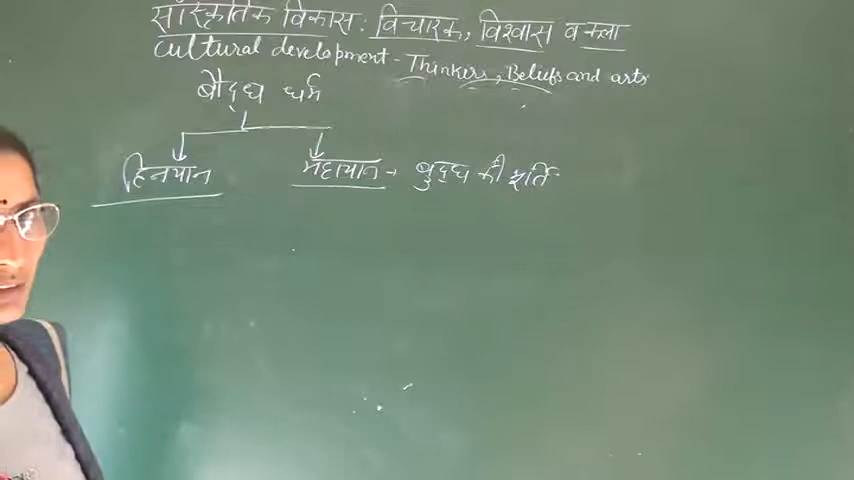 सांस्कृतिक विकास: विचारक, विश्वास व कला
Cultural development - Thinkers, Beliefs and arts
बौद्ध धर्म
हिनयान महायान → बुद्ध की मूर्ति